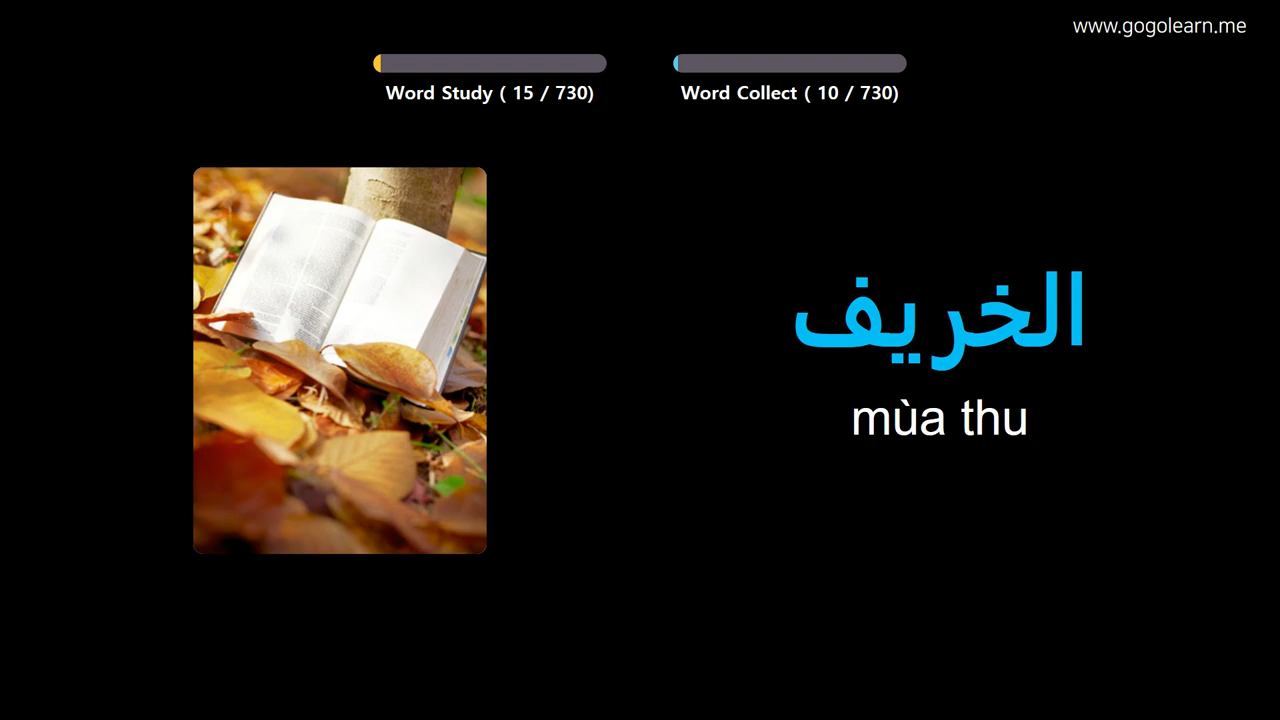 www.gogolearn.me
Word Study ( 15 / 730)
Word Collect ( 10 / 730)
الخريف
mùa thu